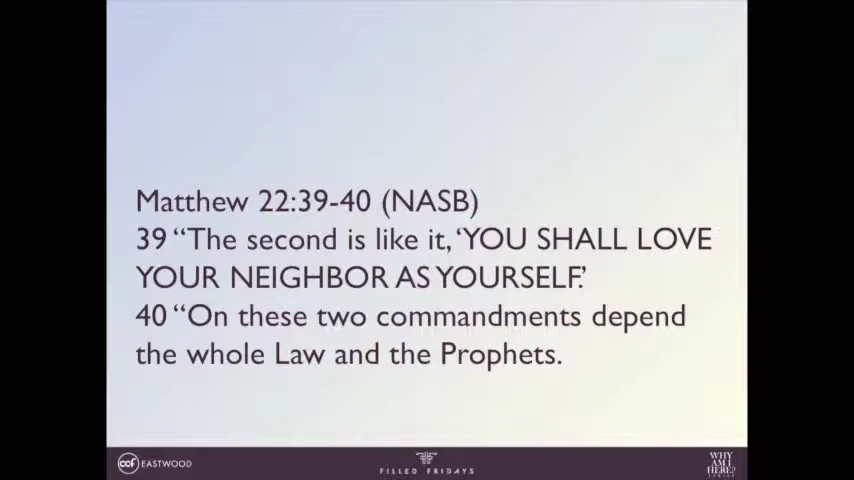 Matthew 22:39-40 (NASB)
39 “The second is like it, ‘YOU SHALL LOVE
YOUR NEIGHBOR AS YOURSELF.’
40 “On these two commandments depend
the whole Law and the Prophets.
ccf EASTWOOD
FILLED FRIDAYS
WHY
AM I
HERE?